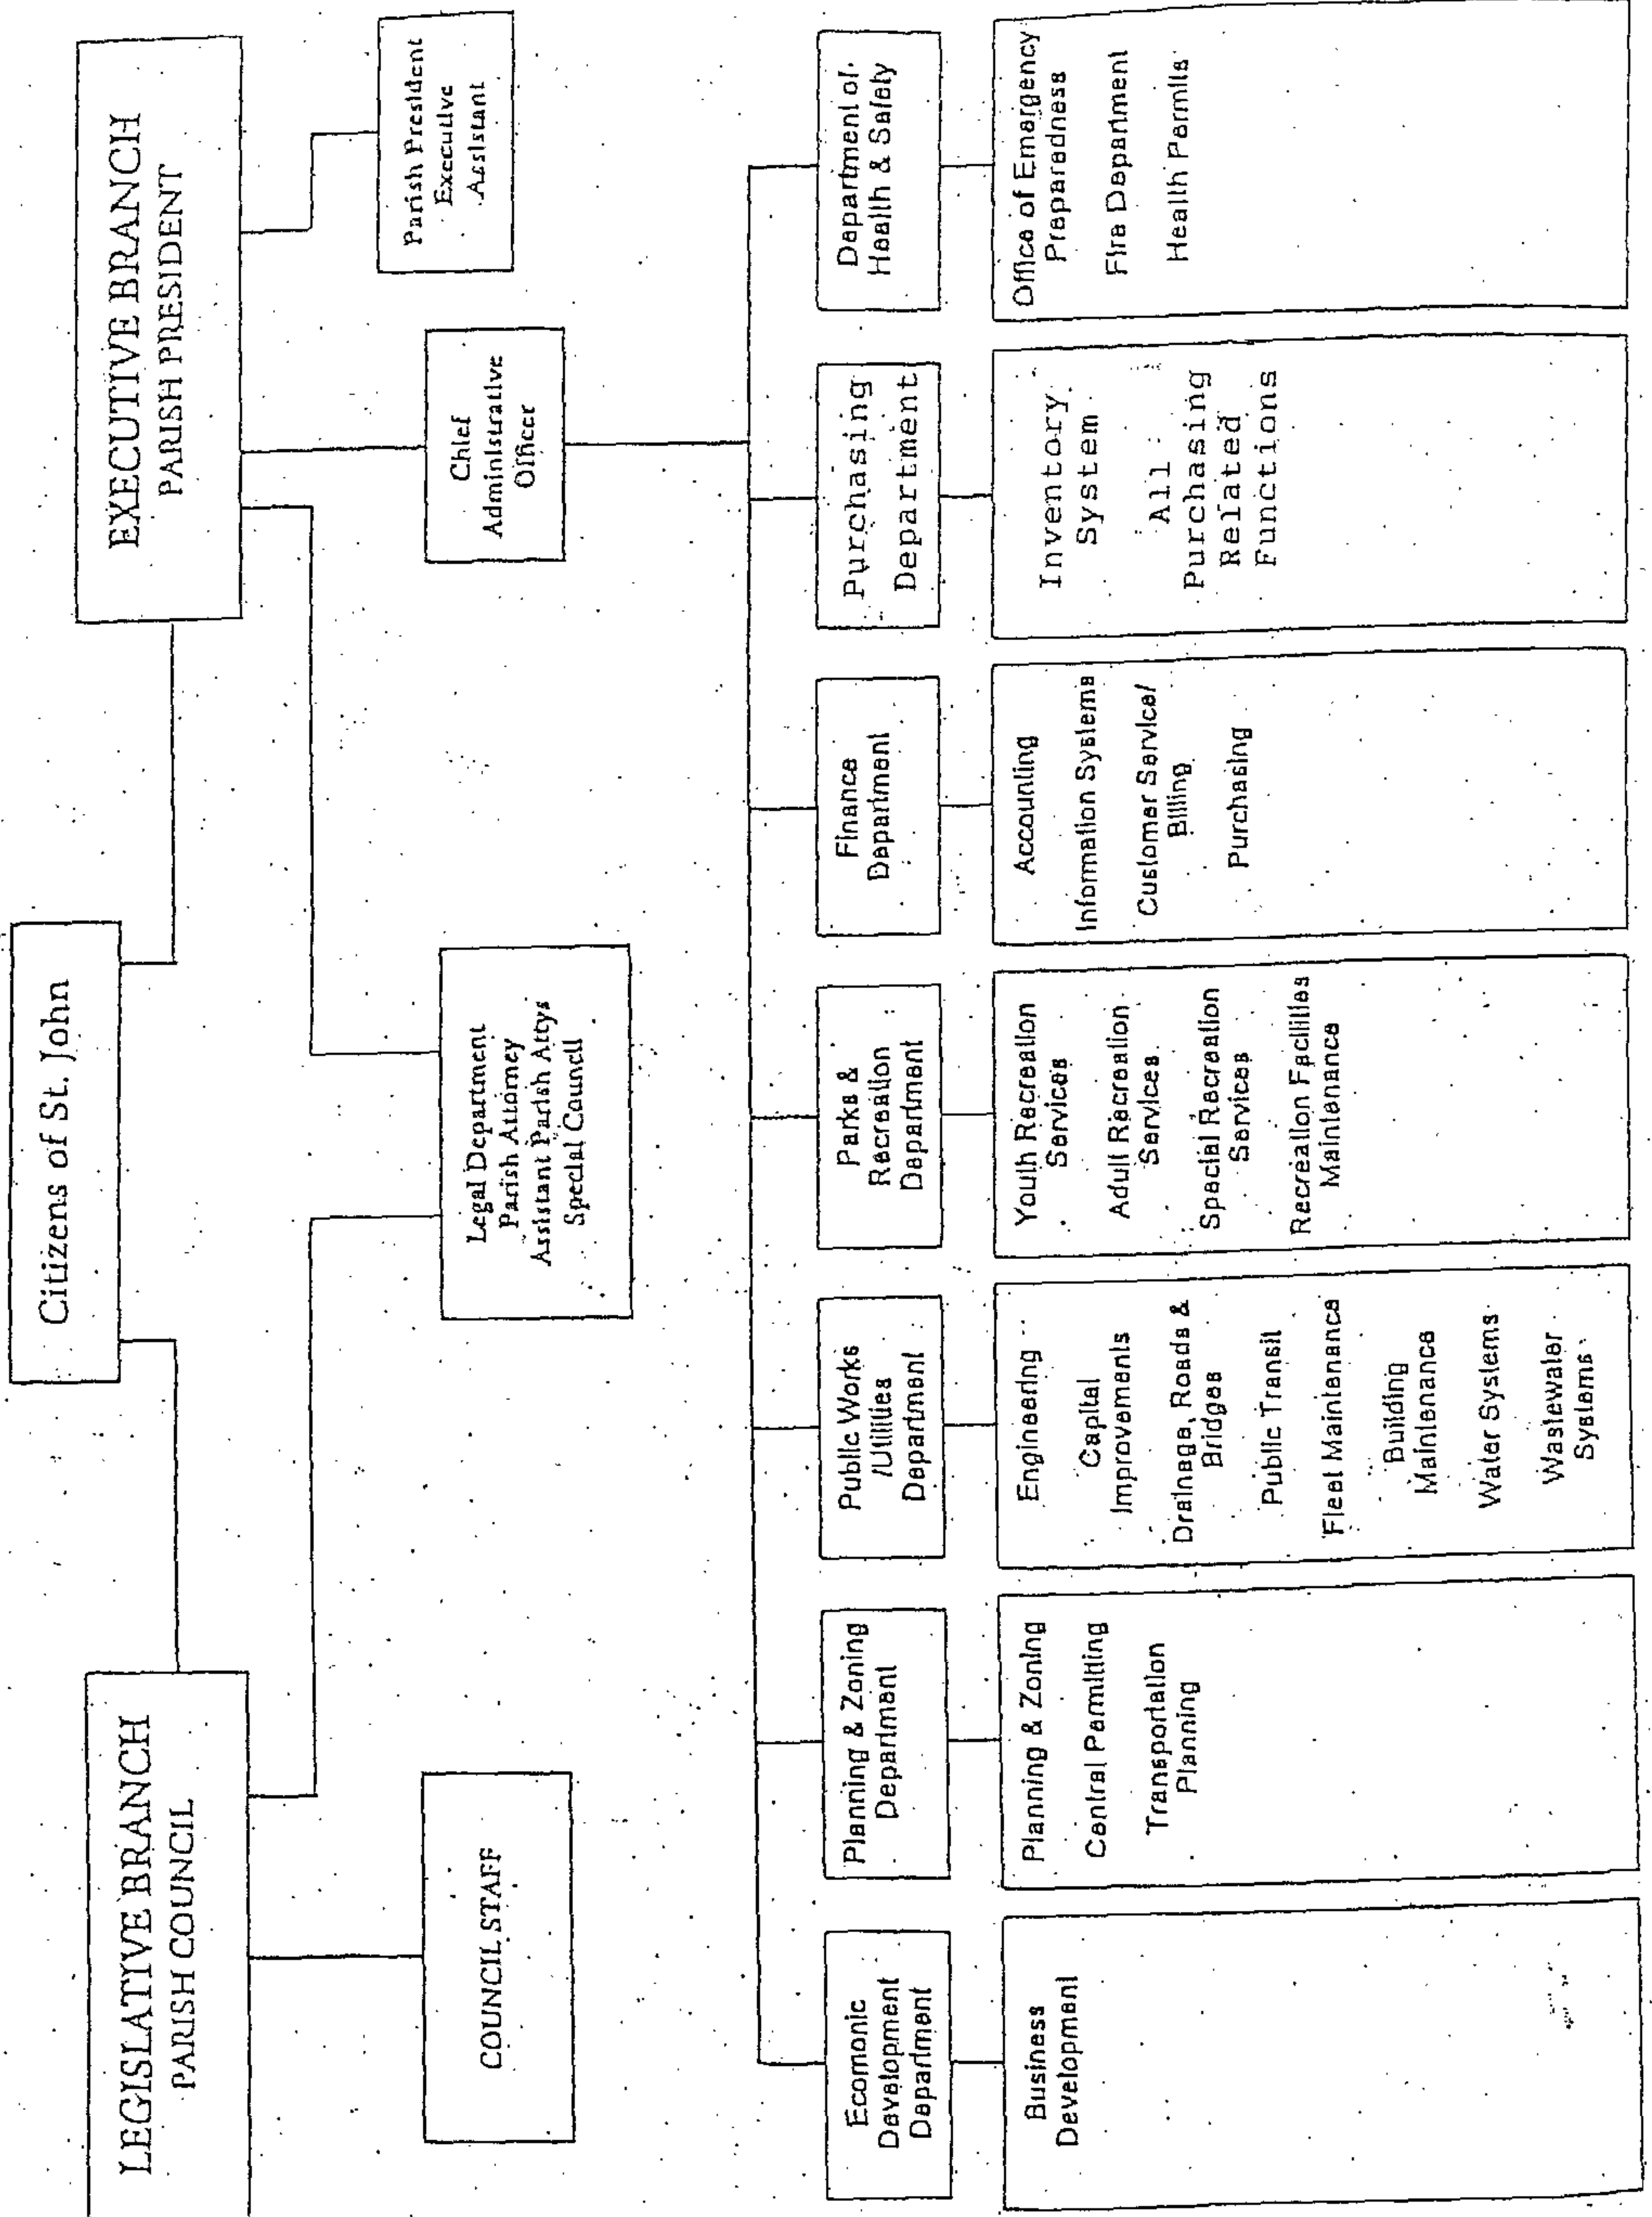 Citizens of St. John
LEGISLATIVE BRANCH
PARISH COUNCIL
EXECUTIVE BRANCH
PARISH PRESIDENT
COUNCIL STAFF
Legal Department
Parish Attorney
Assistant Parish Attys
Special Council
Chief
Administrative
Officer
Parish President
Executive
Assistant
Ecomonic
Development
Department
Business
Development
Planning & Zoning
Department
Planning & Zoning
Central Permitting
Transportation
Planning
Public Works
/Utilities
Department
Engineering
Capital
Improvements
Drainage, Roads &
Bridges
Public Transit
Fleet Maintenance
Building
Maintenance
Water Systems
Wastewater
Systems
Parks &
Recreation
Department
Youth Recreation
Services
Adult Recreation
Services
Special Recreation
Services
Recreation Facilities
Maintenance
Finance
Department
Accounting
Information Systems
Customer Service/
Billing
Purchasing
Purchasing
Department
Inventory
System
All
Purchasing
Related
Functions
Department of
Health & Safety
Office of Emergency
Preparedness
Fire Department
Health Permits